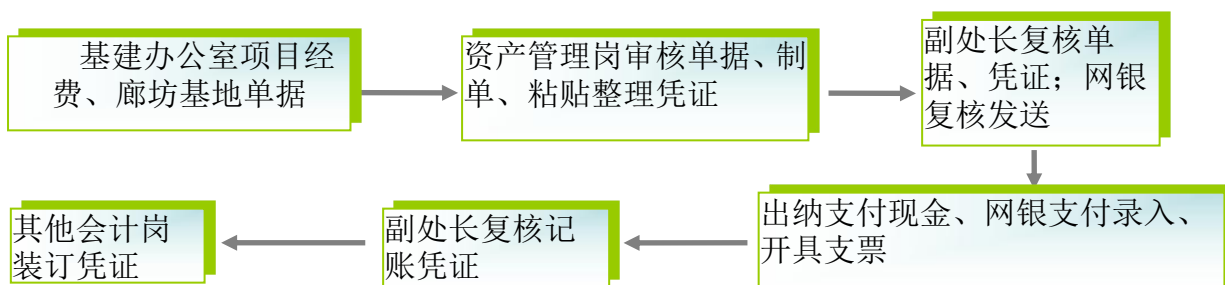 基建办公室项目经
费、廊坊基地单据
资产管理岗审核单据、制
单、粘贴整理凭证
副处长复核单
据、凭证；网银
复核发送
出纳支付现金、网银支付录入、
开具支票
副处长复核记
账凭证
其他会计岗
装订凭证